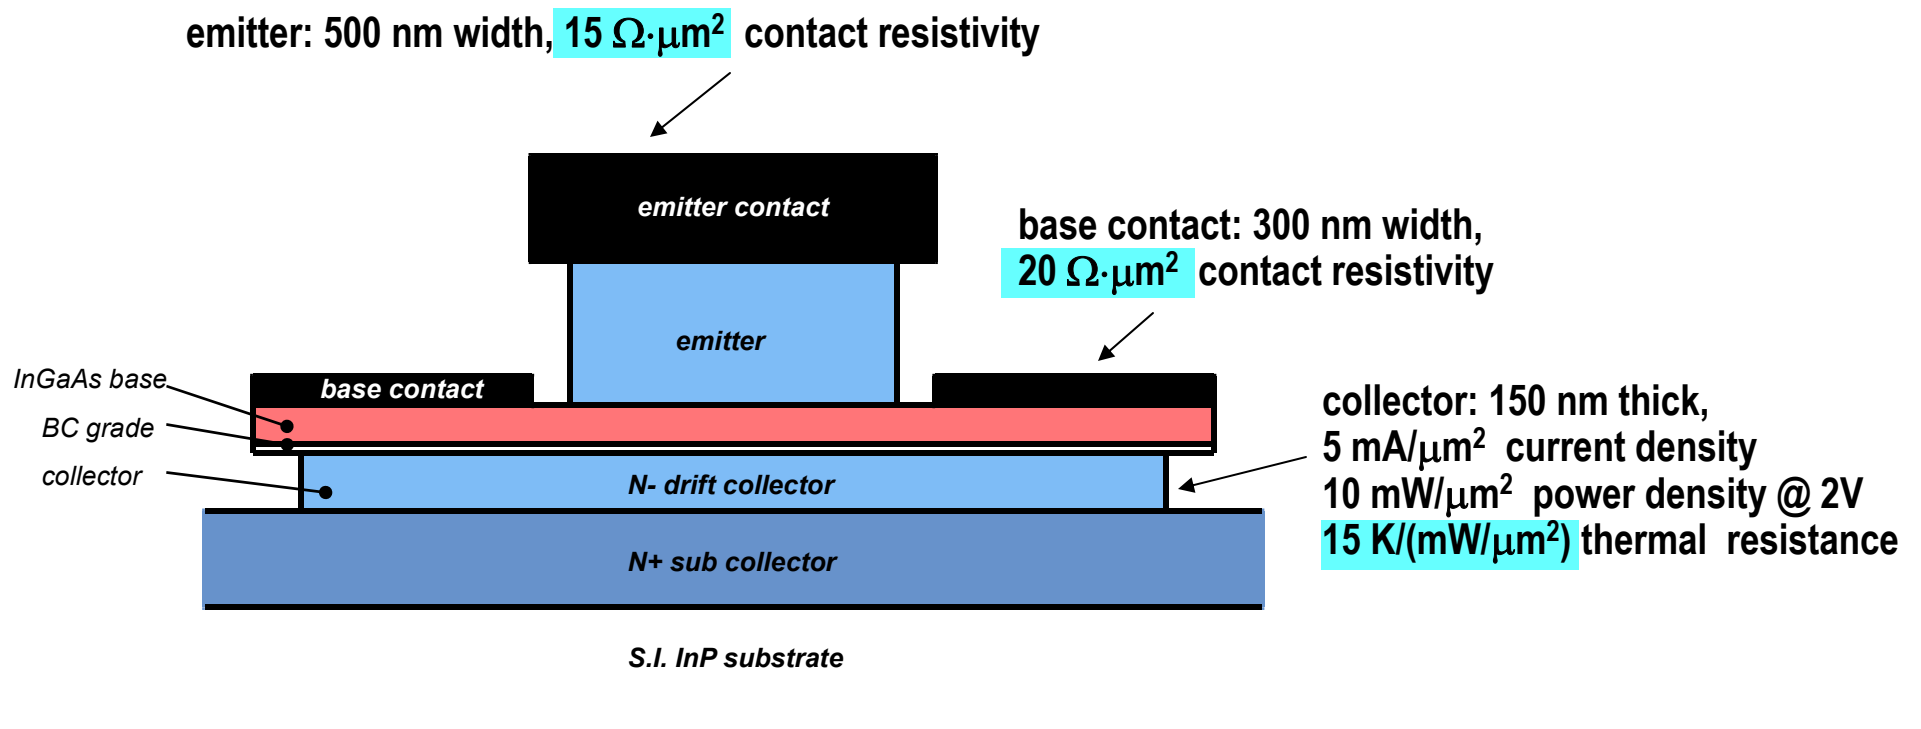 emitter: 500 nm width, 15 Ω·μm² contact resistivity
emitter contact
base contact: 300 nm width,
20 Ω·μm² contact resistivity
emitter
InGaAs base
base contact
BC grade
collector
collector: 150 nm thick,
5 mA/μm² current density
10 mW/μm² power density @ 2V
15 K/(mW/μm²) thermal resistance
N- drift collector
N+ sub collector
S.I. InP substrate